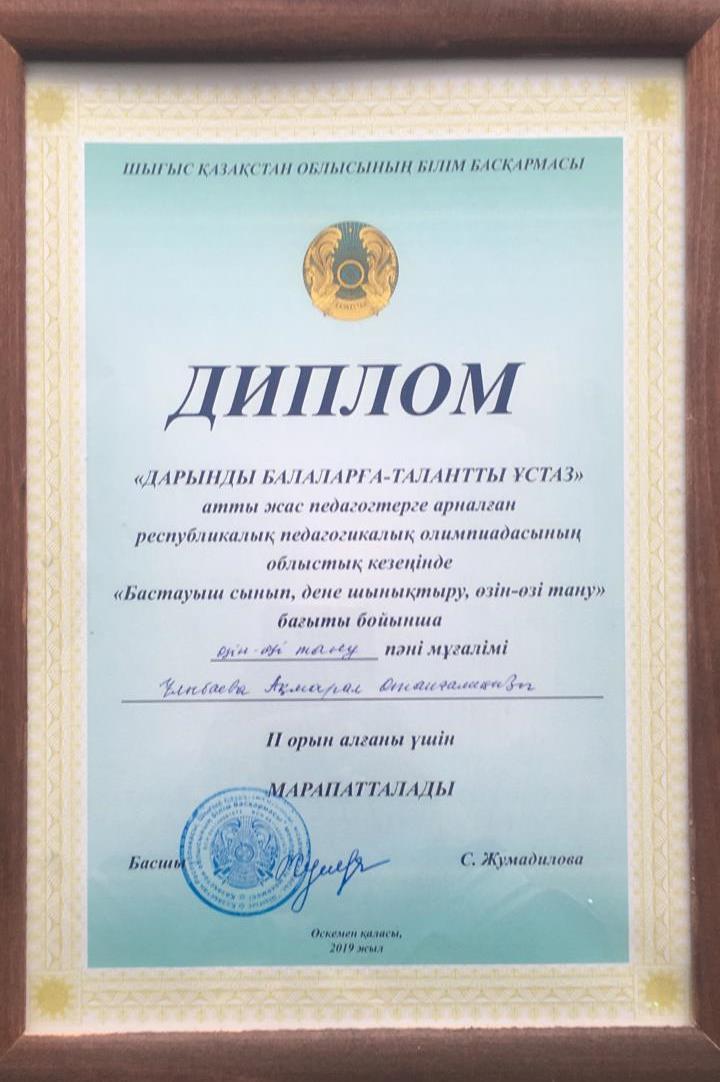 ШЫҒЫС ҚАЗАҚСТАН ОБЛЫСЫНЫҢ БІЛІМ БАСҚАРМАСЫ
ДИПЛОМ
«ДАРЫНДЫ БАЛАЛАРҒА-ТАЛАНТТЫ ҰСТАЗ»
атты жас педагогтерге арналған
республикалық педагогикалық олимпиадасының
облыстық кезеңінде
«Бастауыш сынып, дене шынықтыру, өзін-өзі тану»
бағыты бойынша
өзін-өзі тану пәні мұғалімі
Ақмарал
ІІ орын алғаны үшін
МАРАПАТТАЛАДЫ
Басшы С. Жумадилова
Өскемен қаласы,
2019 жыл